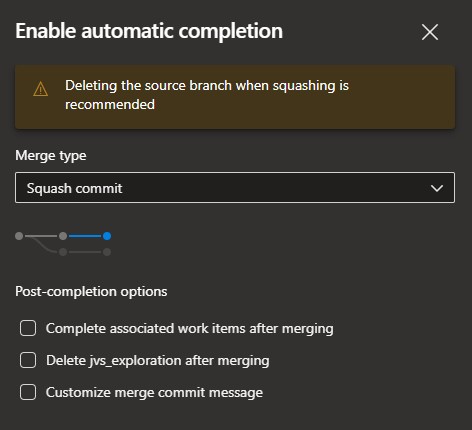 Enable automatic completion
Deleting the source branch when squashing is
recommended
Merge type
Squash commit
Post-completion options
Complete associated work items after merging
Delete jvs_exploration after merging
Customize merge commit message